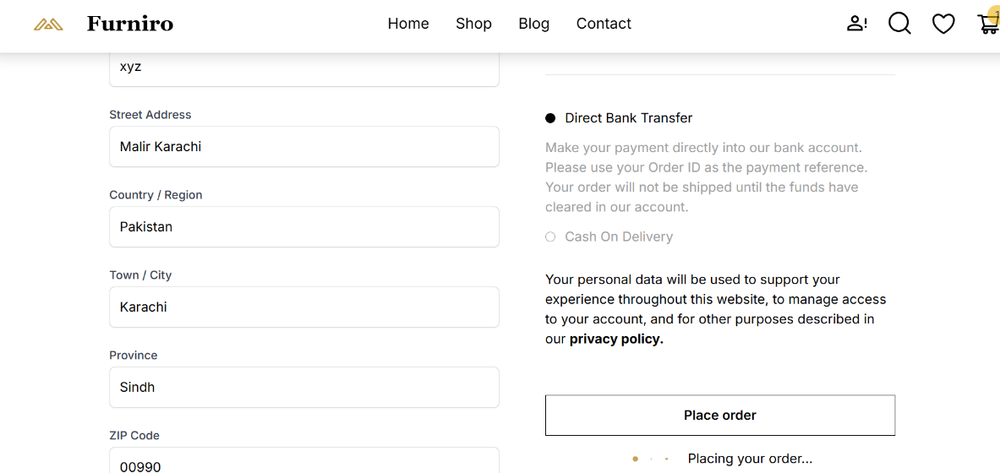 Furniro
Home
Shop
Blog
Contact
1
xyz
Street Address
Malir Karachi
Country / Region
Pakistan
Town / City
Karachi
Province
Sindh
ZIP Code
00990
Direct Bank Transfer
Make your payment directly into our bank account.
Please use your Order ID as the payment reference.
Your order will not be shipped until the funds have
cleared in our account.
Cash On Delivery
Your personal data will be used to support your
experience throughout this website, to manage access
to your account, and for other purposes described in
our privacy policy.
Place order
Placing your order...